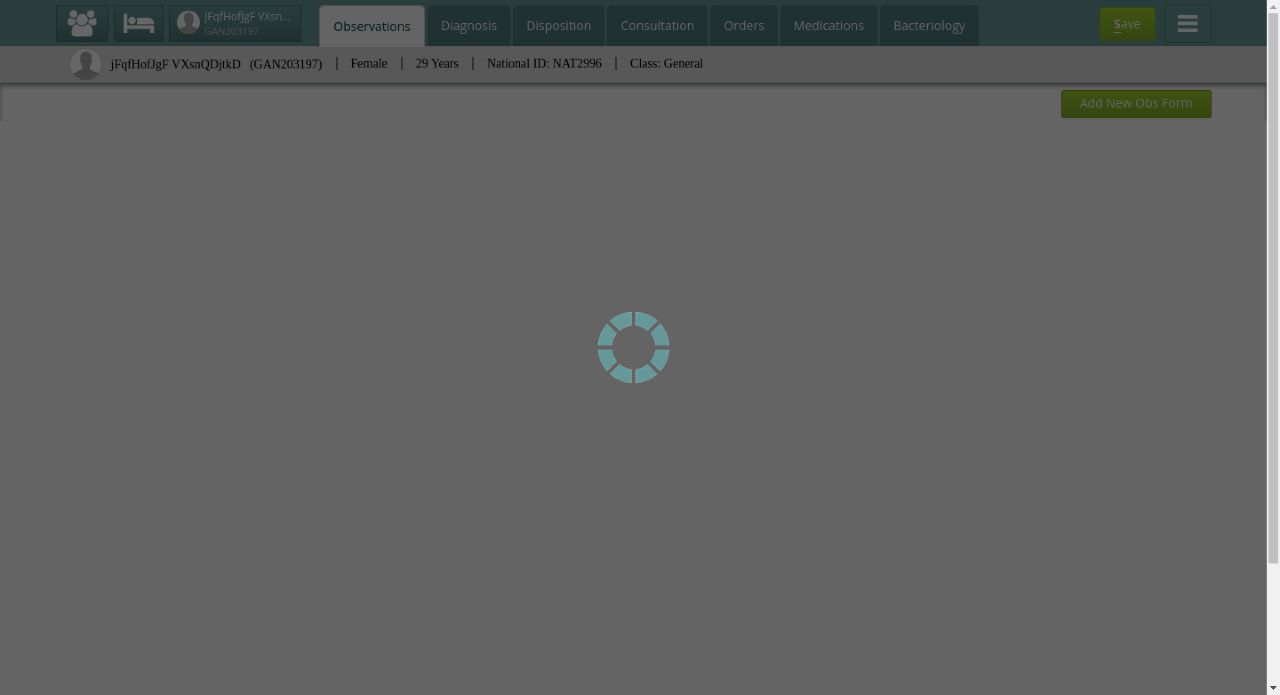 jFqfHofJgF VXsn...
GAN203197
Observations
Diagnosis
Disposition
Consultation
Orders
Medications
Bacteriology
Save
jFqfHofJgF VXsnQDjtkD (GAN203197) | Female | 29 Years | National ID: NAT2996 | Class: General
Add New Obs Form